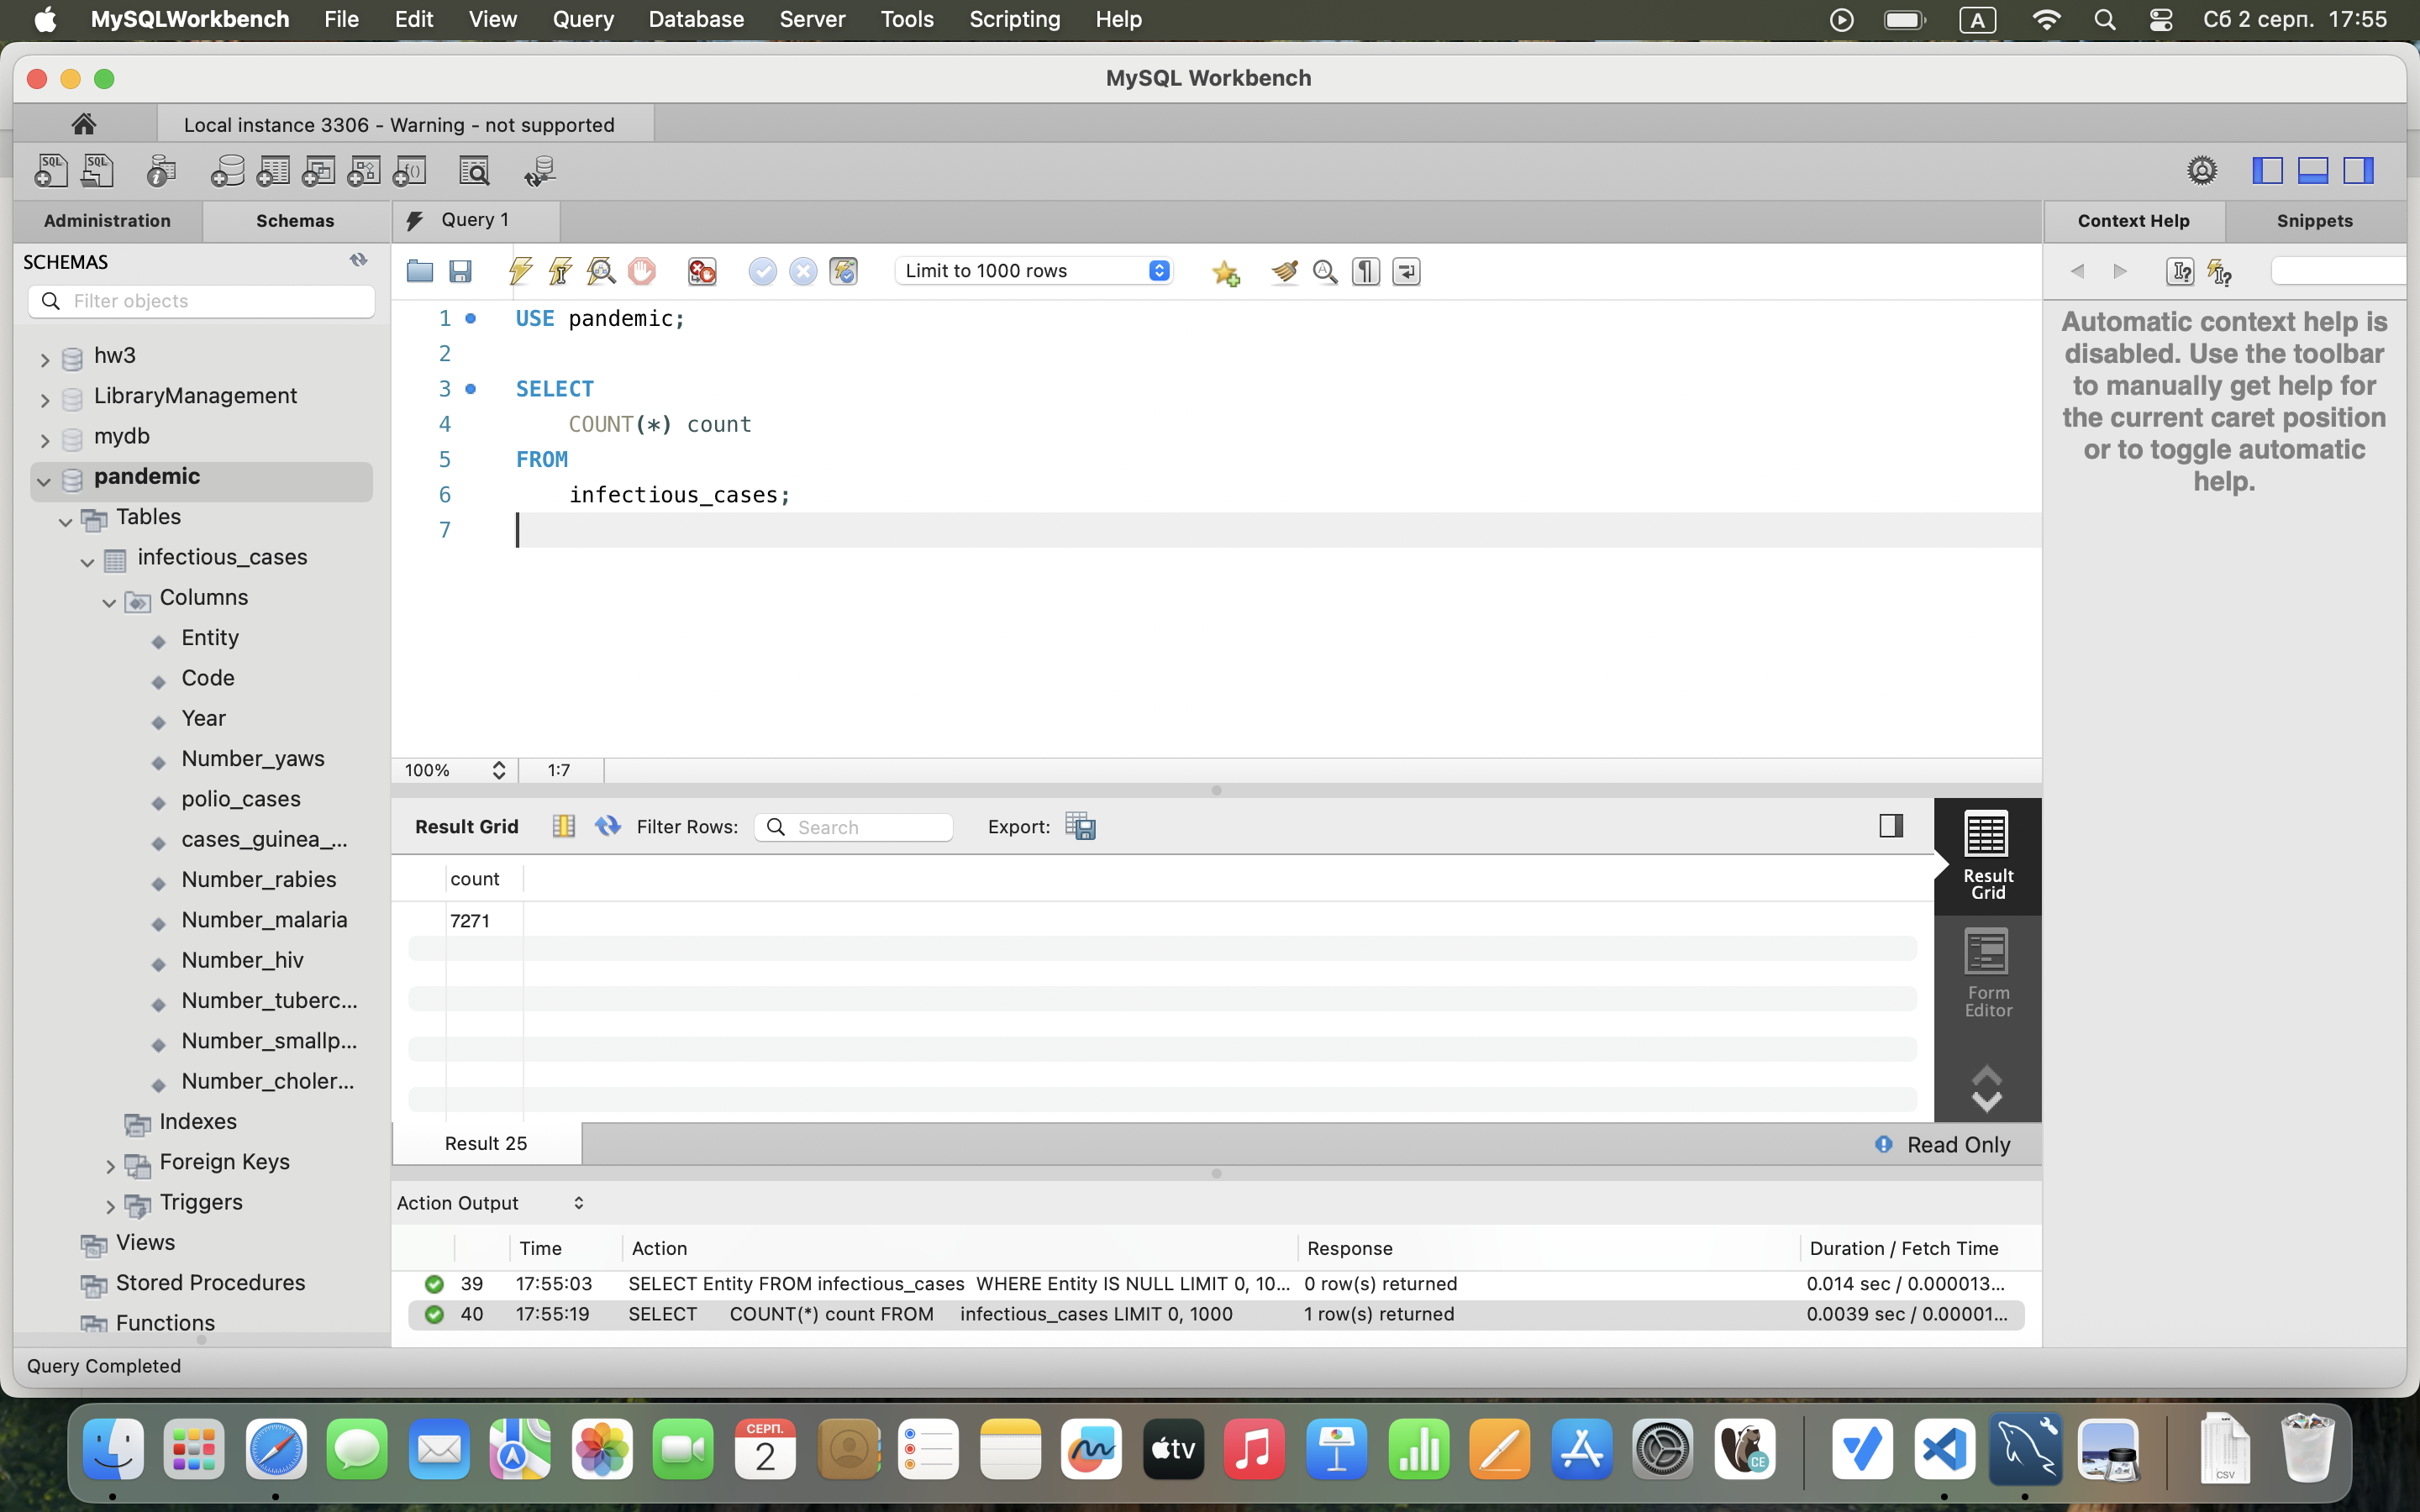 MySQLWorkbench File Edit View Query Database Server Tools Scripting Help A Сб 2 серп. 17:55
MySQL Workbench
Local instance 3306 - Warning - not supported
Administration Schemas Query 1 Context Help Snippets
SCHEMAS
Limit to 1000 rows
Filter objects
hw3
LibraryManagement
mydb
pandemic
Tables
infectious_cases
Columns
Entity
Code
Year
Number_yaws
polio_cases
cases_guinea_...
Number_rabies
Number_malaria
Number_hiv
Number_tuberc...
Number_smallp...
Number_choler...
Indexes
Foreign Keys
Triggers
Views
Stored Procedures
Functions
1 USE pandemic;
2
3 SELECT
4 COUNT(*) count
5 FROM
6 infectious_cases;
7
Automatic context help is
disabled. Use the toolbar
to manually get help for
the current caret position
or to toggle automatic
help.
100% 1:7
Result Grid Filter Rows: Search Export:
count
7271
Result
Grid
Form
Editor
Result 25 Read Only
Action Output
Time Action Response Duration / Fetch Time
39 17:55:03 SELECT Entity FROM infectious_cases WHERE Entity IS NULL LIMIT 0, 10... 0 row(s) returned 0.014 sec / 0.000013...
40 17:55:19 SELECT COUNT(*) count FROM infectious_cases LIMIT 0, 1000 1 row(s) returned 0.0039 sec / 0.00001...
Query Completed
СЕРП.
2
tv
CE
CSV